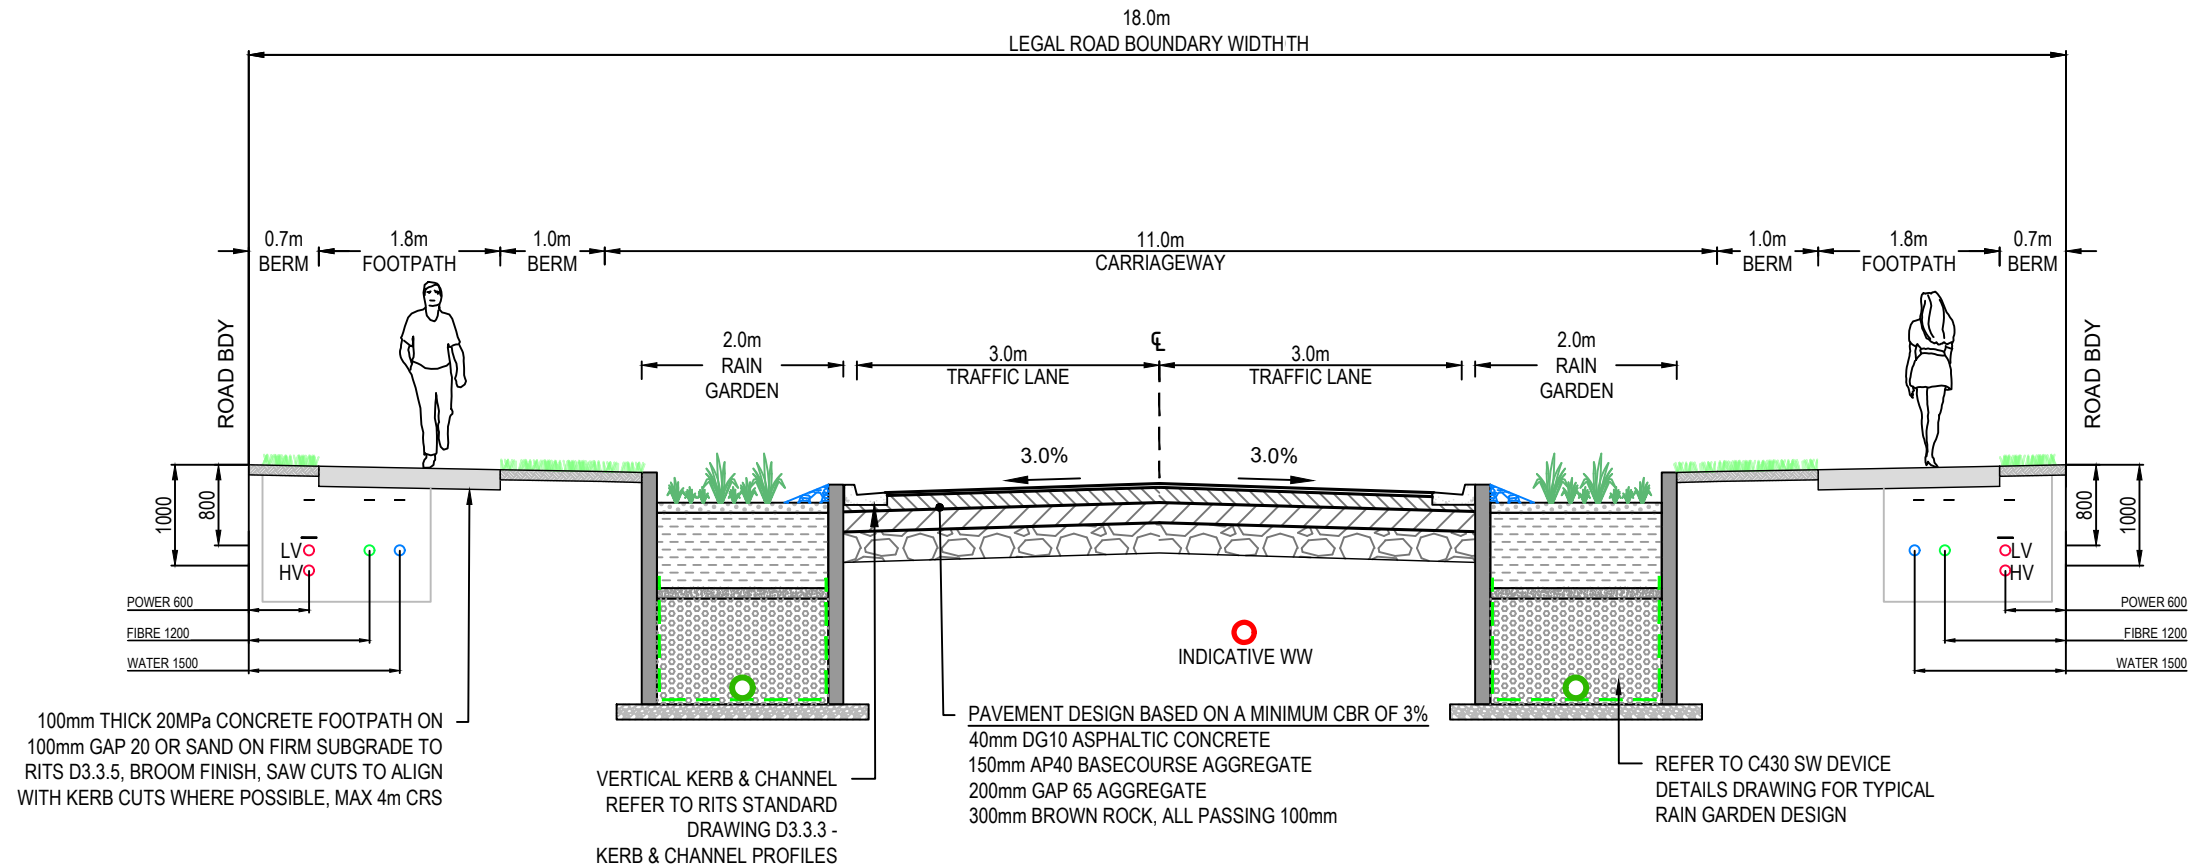 18.0m
LEGAL ROAD BOUNDARY WIDTH TH
0.7m
BERM
1.8m
FOOTPATH
1.0m
BERM
11.0m
CARRIAGEWAY
1.0m
BERM
1.8m
FOOTPATH
0.7m
BERM
ROAD BDY
2.0m
RAIN
GARDEN
3.0m
TRAFFIC LANE
℄
3.0m
TRAFFIC LANE
2.0m
RAIN
GARDEN
ROAD BDY
3.0%
3.0%
1000
800
LV
HV
800
1000
LV
HV
POWER 600
FIBRE 1200
WATER 1500
POWER 600
FIBRE 1200
WATER 1500
INDICATIVE WW
100mm THICK 20MPa CONCRETE FOOTPATH ON
100mm GAP 20 OR SAND ON FIRM SUBGRADE TO
RITS D3.3.5, BROOM FINISH, SAW CUTS TO ALIGN
WITH KERB CUTS WHERE POSSIBLE, MAX 4m CRS
VERTICAL KERB & CHANNEL
REFER TO RITS STANDARD
DRAWING D3.3.3 -
KERB & CHANNEL PROFILES
PAVEMENT DESIGN BASED ON A MINIMUM CBR OF 3%
40mm DG10 ASPHALTIC CONCRETE
150mm AP40 BASECOURSE AGGREGATE
200mm GAP 65 AGGREGATE
300mm BROWN ROCK, ALL PASSING 100mm
REFER TO C430 SW DEVICE
DETAILS DRAWING FOR TYPICAL
RAIN GARDEN DESIGN